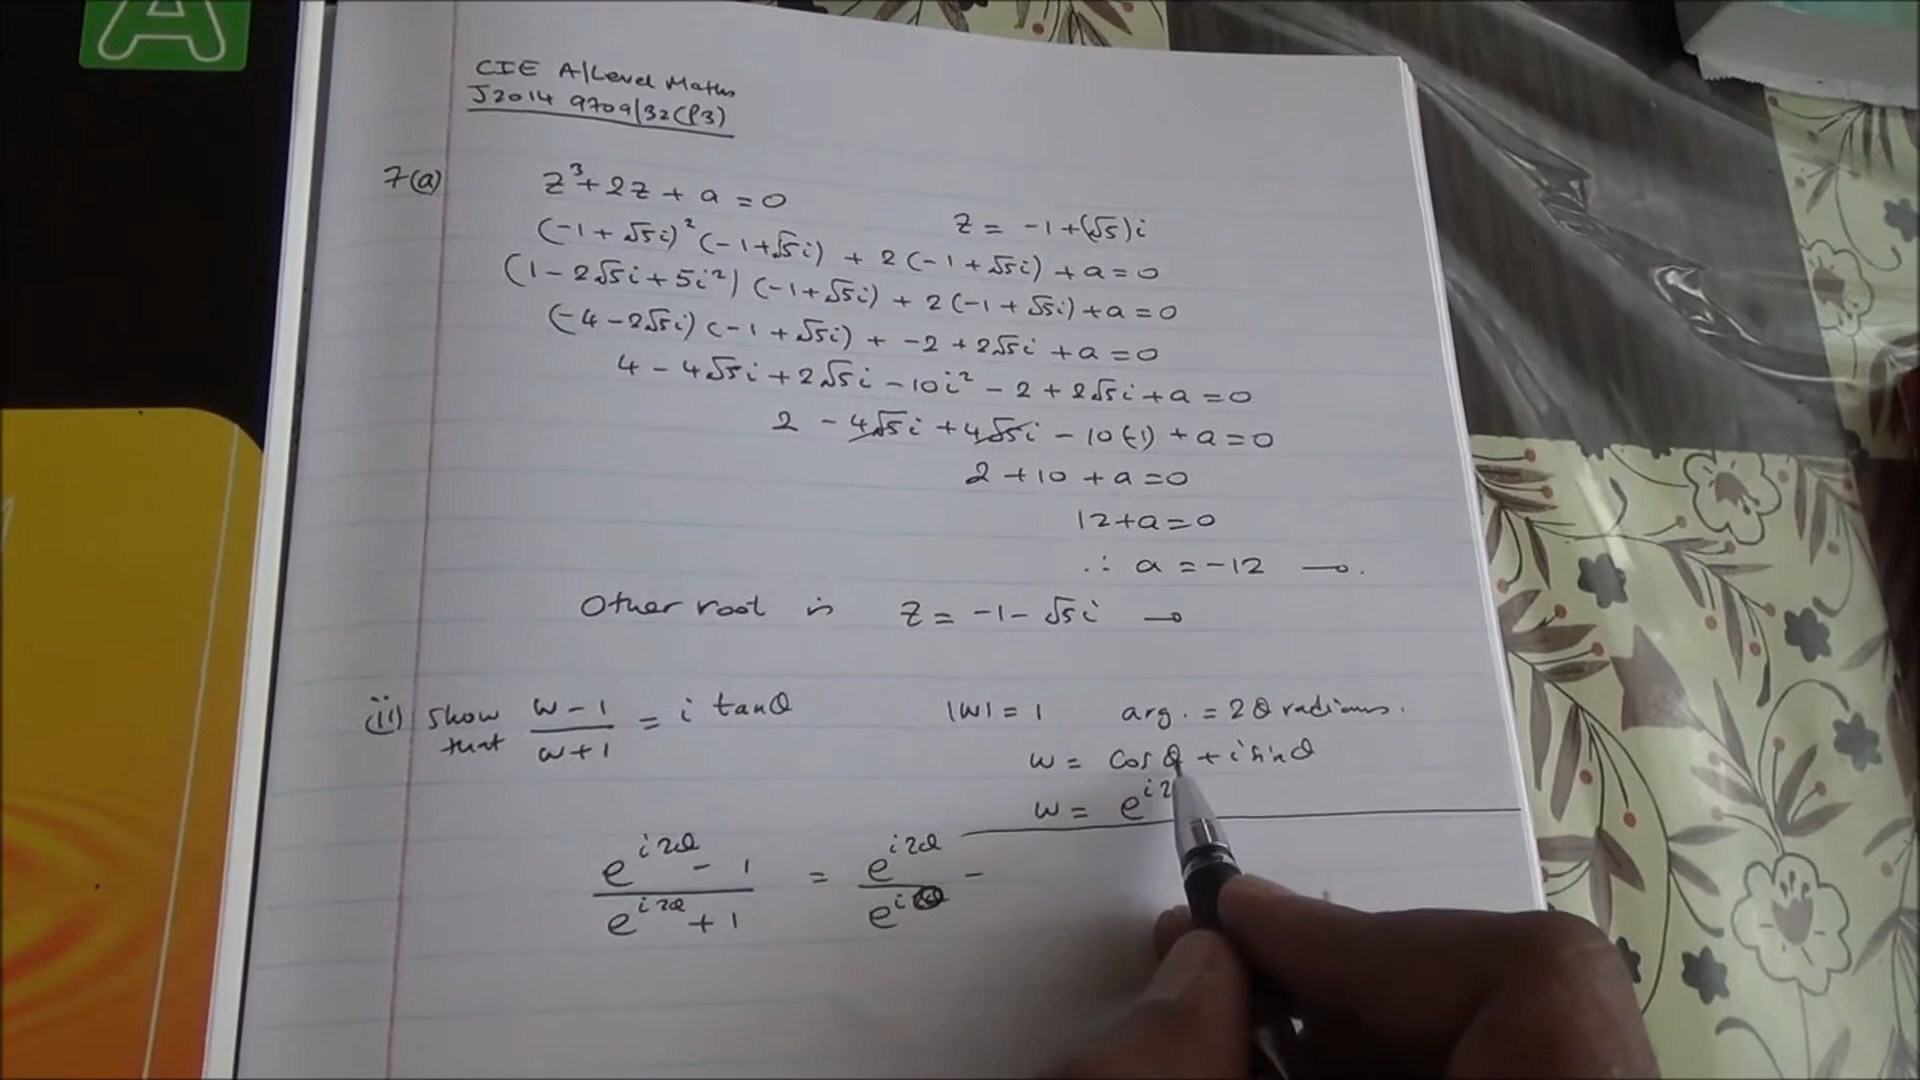 A
CIE A/Level Maths
J2014 9709/32(P3)
7(a) z³ + 2z + a = 0
z = -1 + (√5)i
(-1 + √5i)² (-1 + √5i) + 2(-1 + √5i) + a = 0
(1 - 2√5i + 5i²) (-1 + √5i) + 2(-1 + √5i) + a = 0
(-4 - 2√5i) (-1 + √5i) + -2 + 2√5i + a = 0
4 - 4√5i + 2√5i - 10i² - 2 + 2√5i + a = 0
2 - 4√5i + 4√5i - 10(-1) + a = 0
2 + 10 + a = 0
12 + a = 0
∴ a = -12
Other root is z = -1 - √5i
(ii) Show that (w - 1)/(w + 1) = i tanθ
|w| = 1 arg. = 2θ radians.
w = cosθ + i sinθ
w = e^(i2
(e^(i2θ) - 1)/(e^(i2θ) + 1) = e^(i2θ)/e^(i -